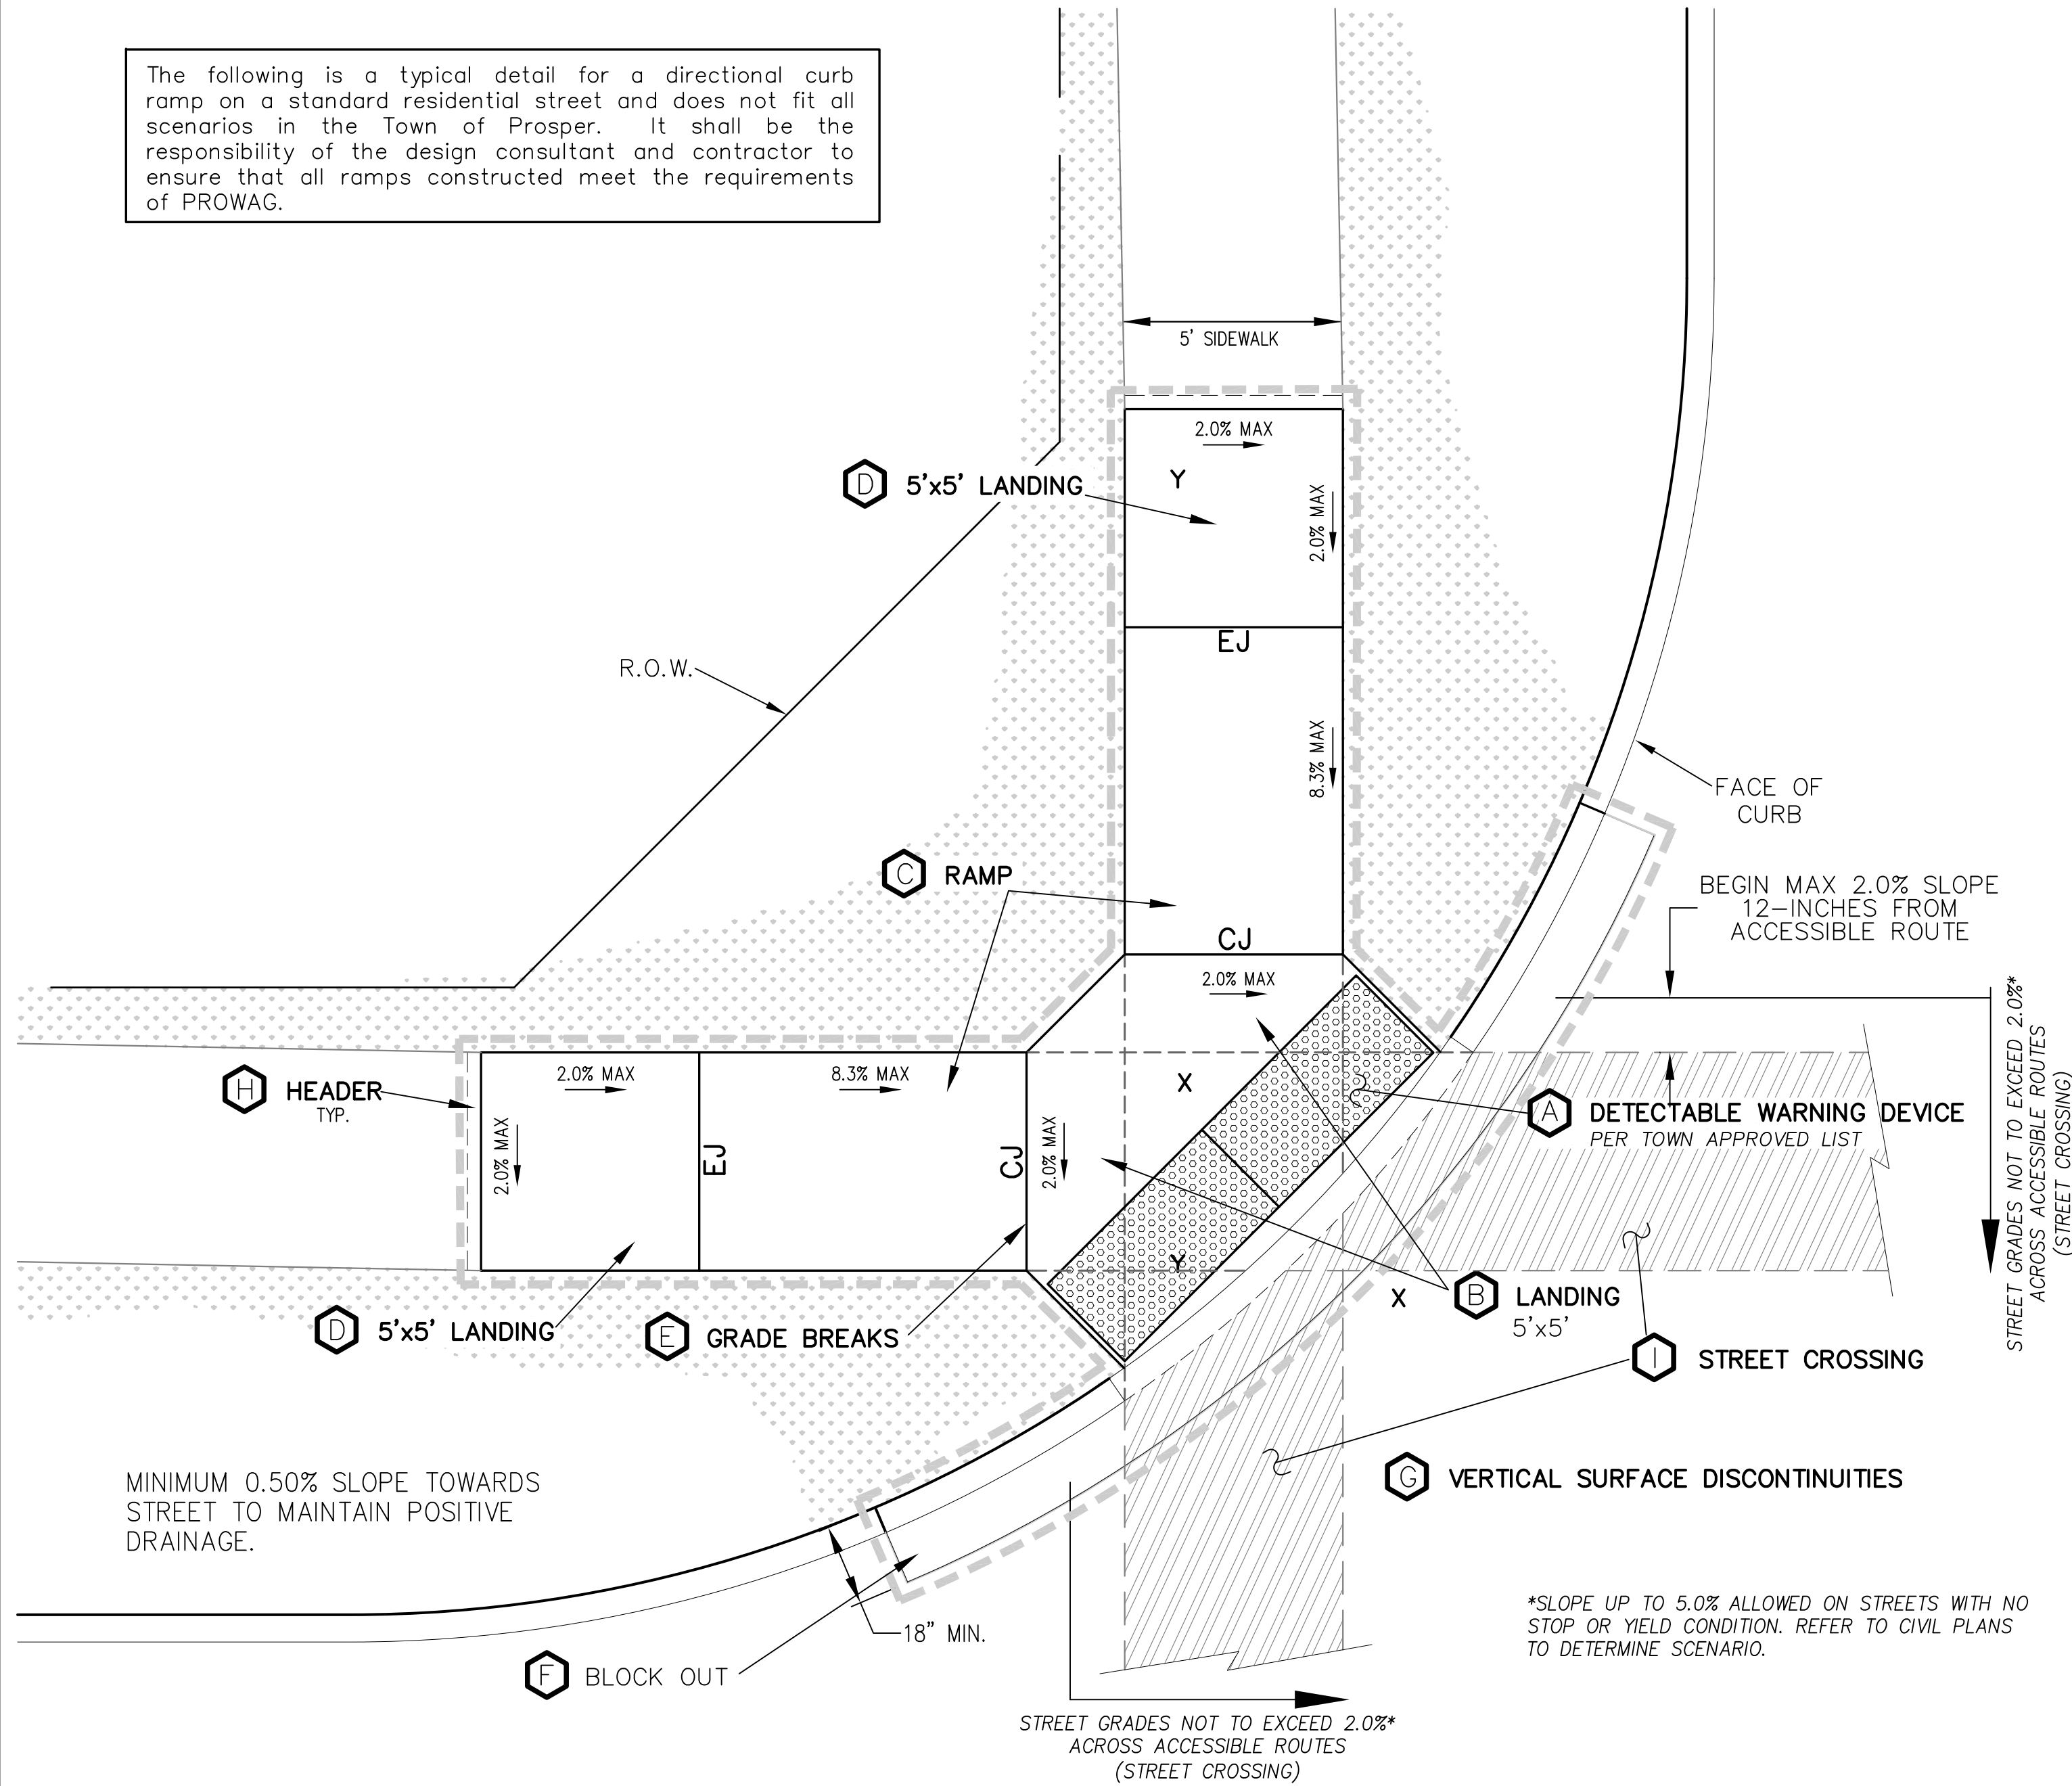 The following is a typical detail for a directional curb
ramp on a standard residential street and does not fit all
scenarios in the Town of Prosper. It shall be the
responsibility of the design consultant and contractor to
ensure that all ramps constructed meet the requirements
of PROWAG.
5' SIDEWALK
2.0% MAX
D 5'x5' LANDING
Y
2.0% MAX
EJ
R.O.W.
8.3% MAX
FACE OF
CURB
C RAMP
BEGIN MAX 2.0% SLOPE
12-INCHES FROM
ACCESSIBLE ROUTE
CJ
2.0% MAX
STREET GRADES NOT TO EXCEED 2.0%*
ACROSS ACCESSIBLE ROUTES
(STREET CROSSING)
H HEADER
TYP.
2.0% MAX
8.3% MAX
X
2.0% MAX
EJ
CJ
2.0% MAX
A DETECTABLE WARNING DEVICE
PER TOWN APPROVED LIST
Y
X
B LANDING
5'x5'
D 5'x5' LANDING
E GRADE BREAKS
I STREET CROSSING
G VERTICAL SURFACE DISCONTINUITIES
MINIMUM 0.50% SLOPE TOWARDS
STREET TO MAINTAIN POSITIVE
DRAINAGE.
18" MIN.
F BLOCK OUT
*SLOPE UP TO 5.0% ALLOWED ON STREETS WITH NO
STOP OR YIELD CONDITION. REFER TO CIVIL PLANS
TO DETERMINE SCENARIO.
STREET GRADES NOT TO EXCEED 2.0%*
ACROSS ACCESSIBLE ROUTES
(STREET CROSSING)